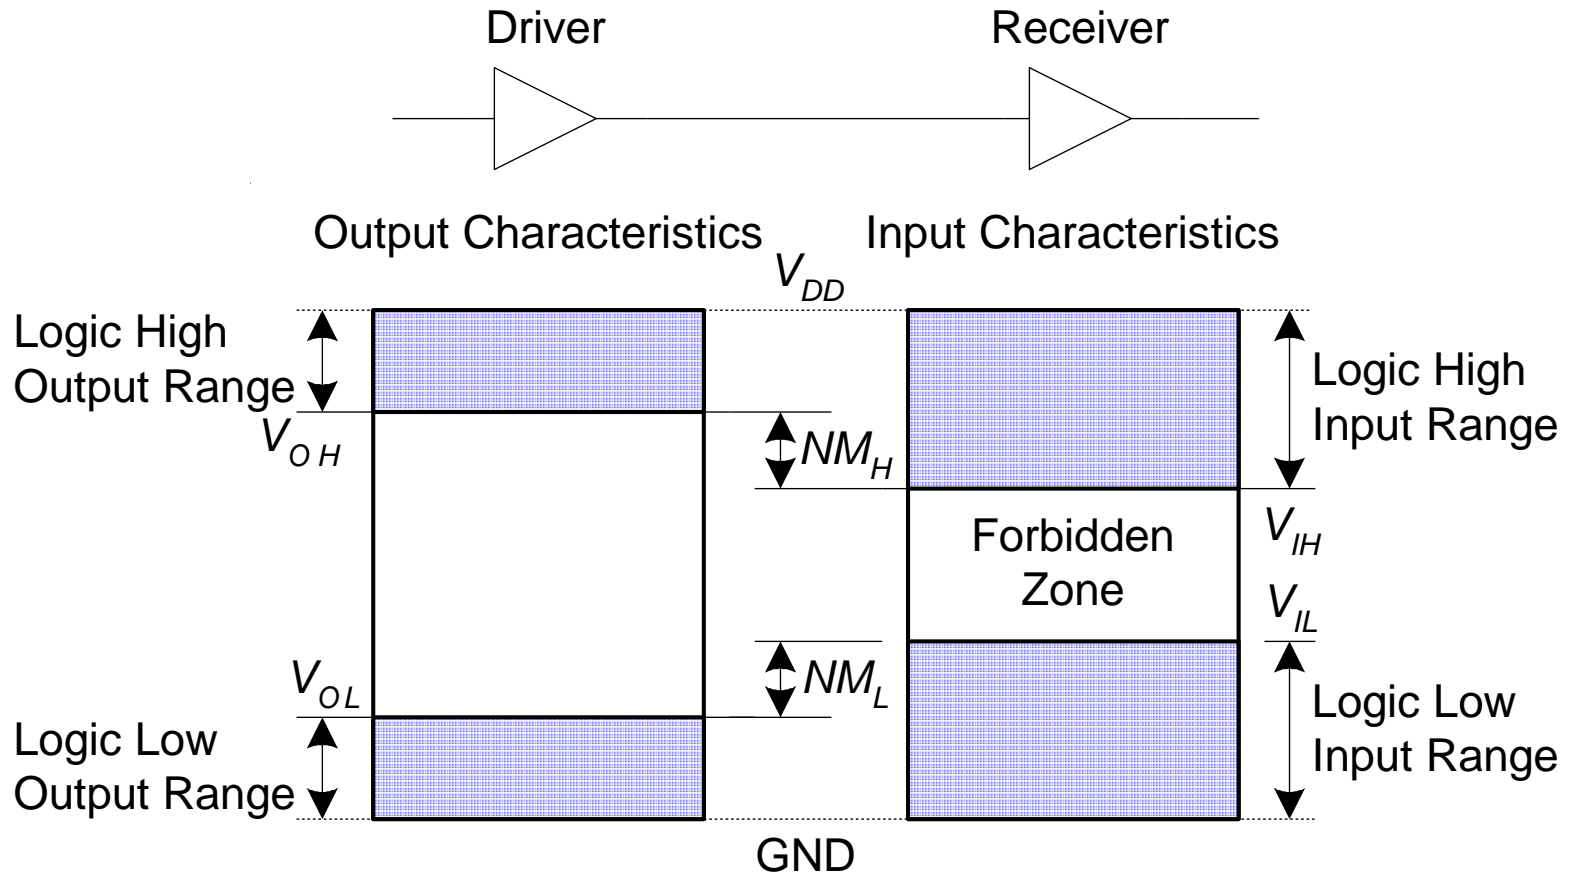 Driver
Receiver
Output Characteristics
Input Characteristics
V_DD
Logic High
Output Range
V_OH
NM_H
Logic High
Input Range
Forbidden
Zone
V_IH
V_IL
V_OL
NM_L
Logic Low
Output Range
Logic Low
Input Range
GND